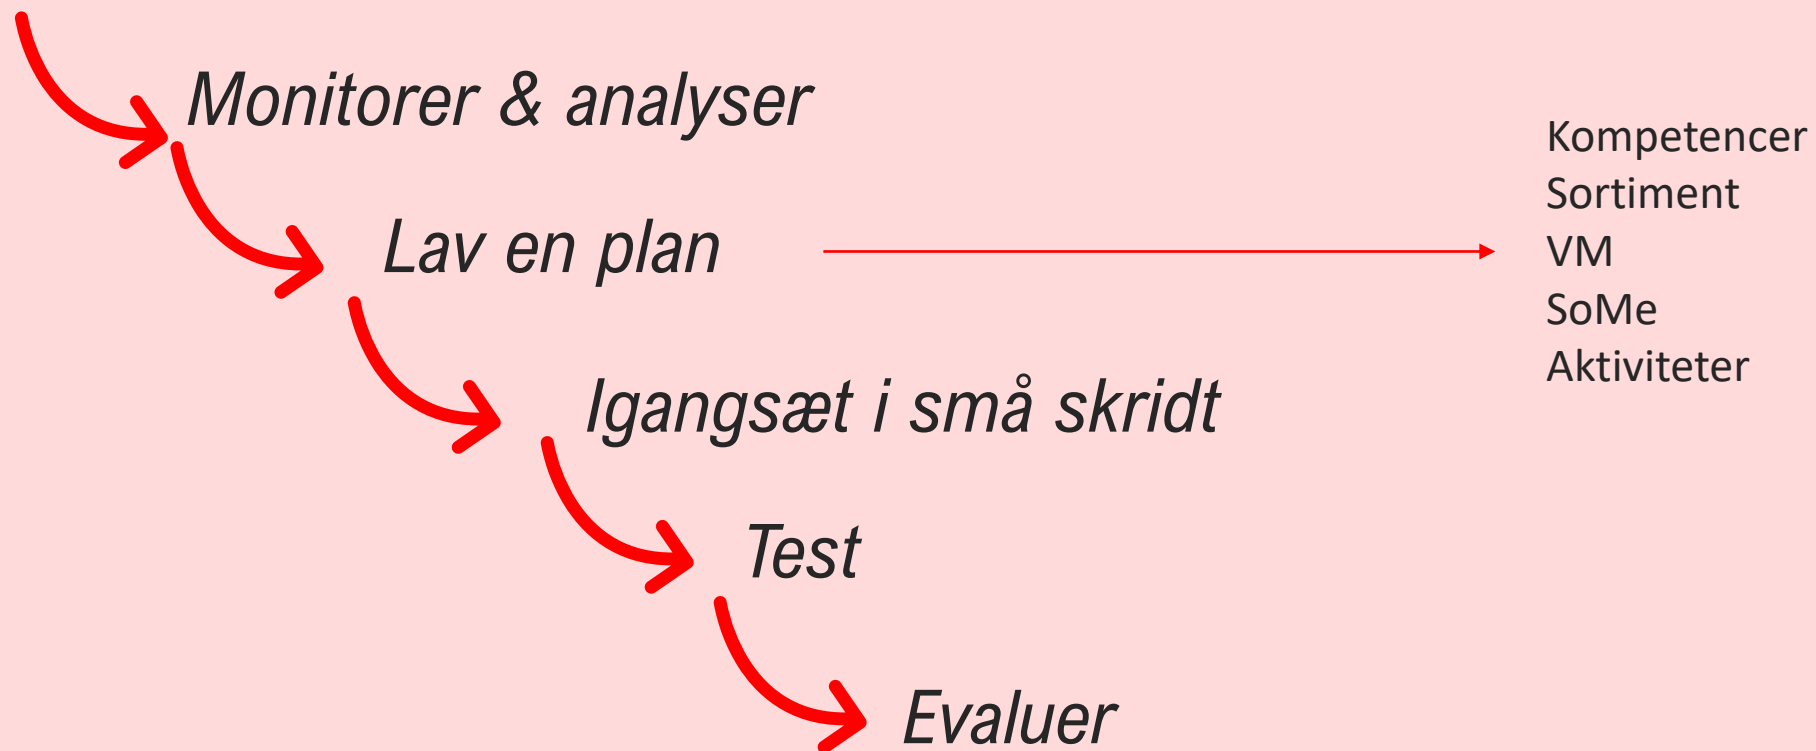 Monitorer & analyser
Lav en plan
Kompetencer
Sortiment
VM
SoMe
Aktiviteter
Igangsæt i små skridt
Test
Evaluer